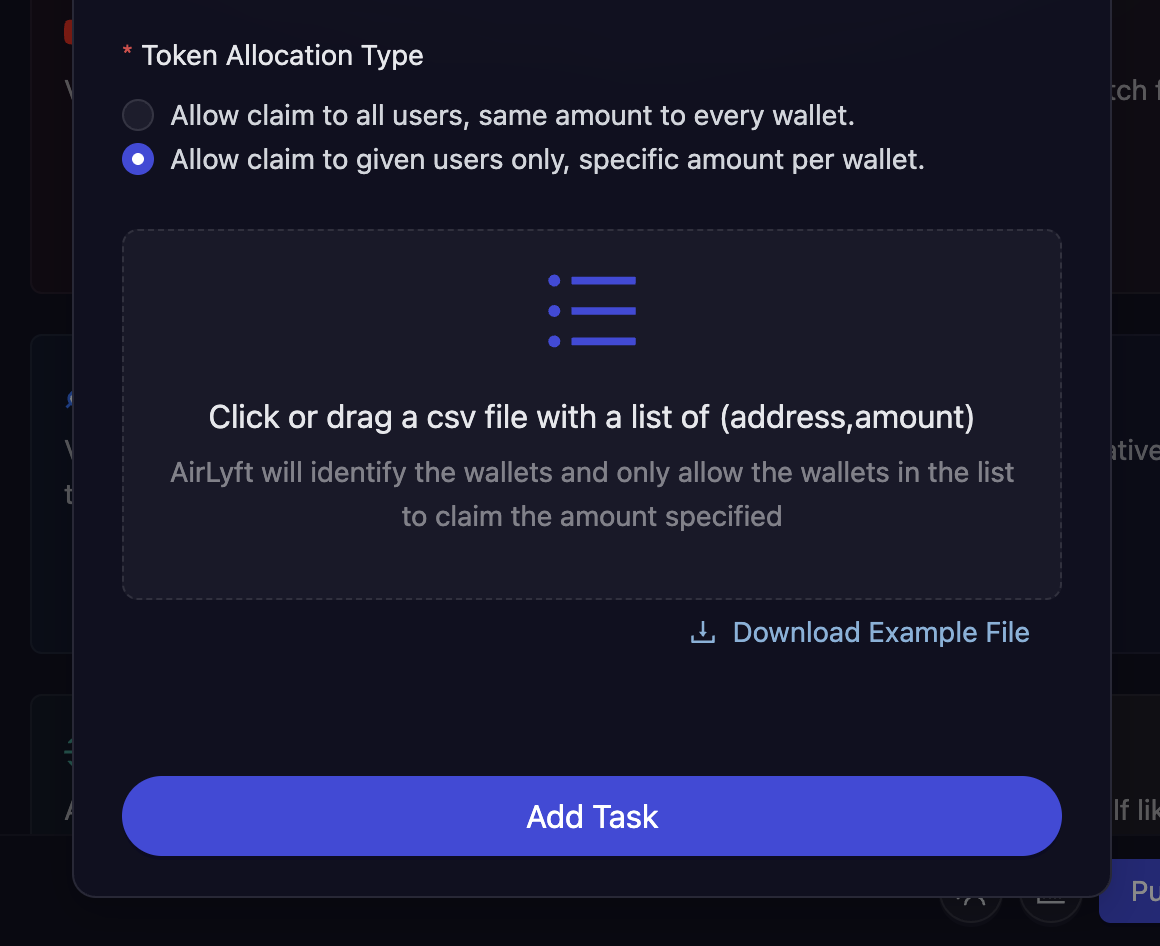 * Token Allocation Type
Allow claim to all users, same amount to every wallet.
Allow claim to given users only, specific amount per wallet.
Click or drag a csv file with a list of (address,amount)
AirLyft will identify the wallets and only allow the wallets in the list
to claim the amount specified
Download Example File
Add Task